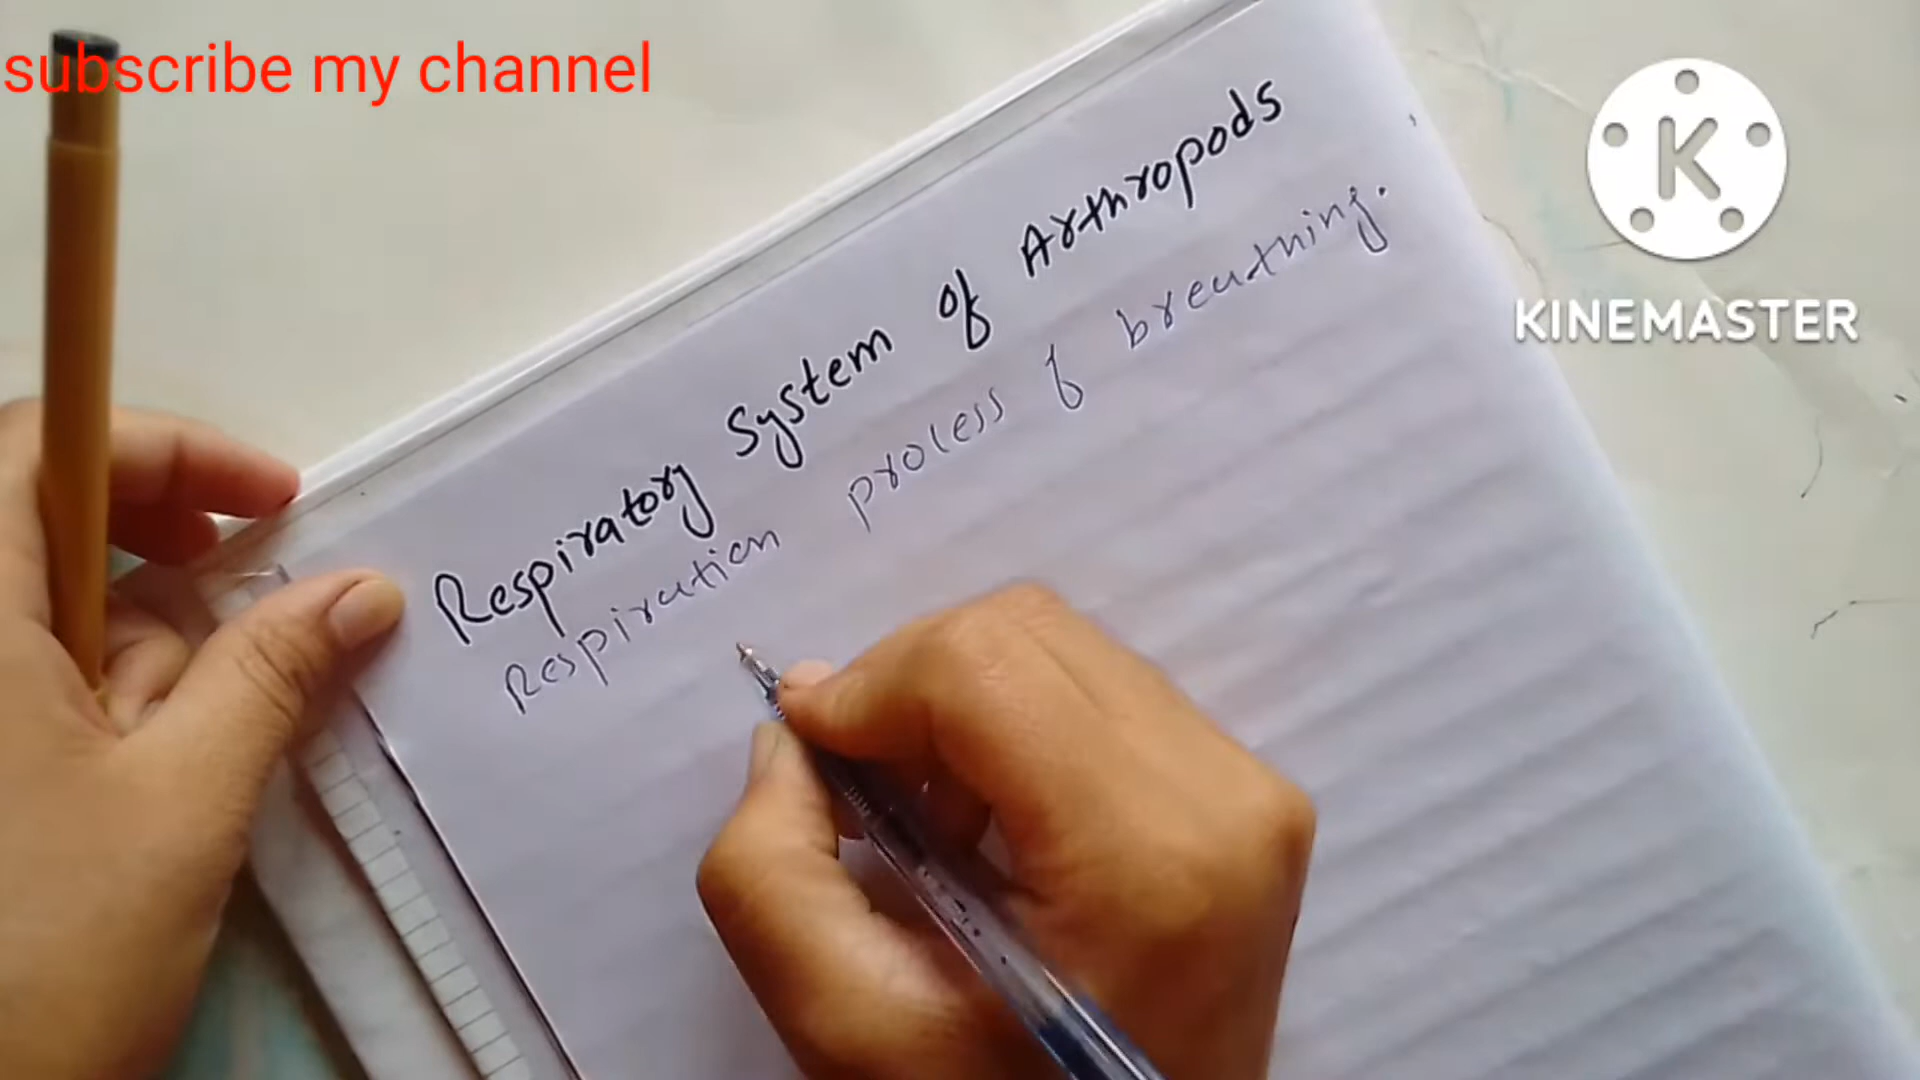 subscribe my channel
Respiratory System of Arthropods
Respiration process of breathing.
K
KINEMASTER